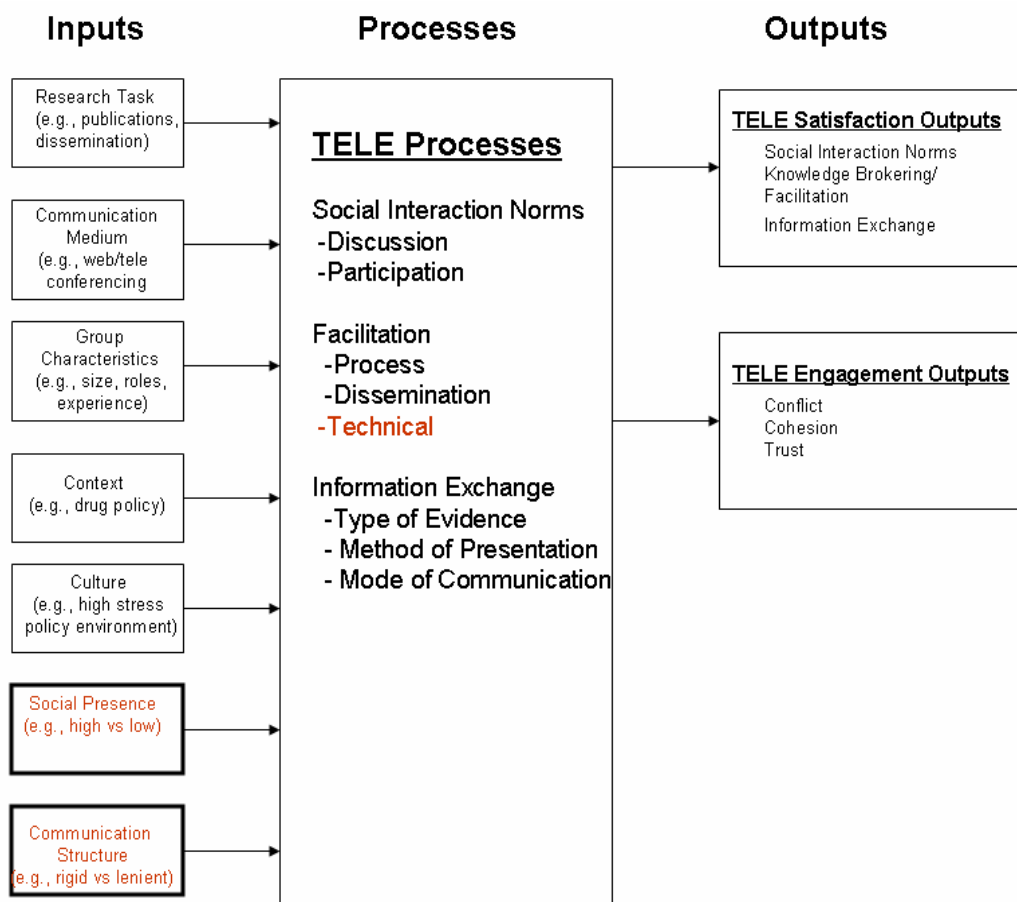 Inputs
Processes
Outputs
Research Task
(e.g., publications,
dissemination)
Communication
Medium
(e.g., web/tele
conferencing
Group
Characteristics
(e.g., size, roles,
experience)
Context
(e.g., drug policy)
Culture
(e.g., high stress
policy environment)
Social Presence
(e.g., high vs low)
Communication
Structure
(e.g., rigid vs lenient)
TELE Processes
Social Interaction Norms
-Discussion
-Participation
Facilitation
-Process
-Dissemination
-Technical
Information Exchange
-Type of Evidence
- Method of Presentation
- Mode of Communication
TELE Satisfaction Outputs
Social Interaction Norms
Knowledge Brokering/
Facilitation
Information Exchange
TELE Engagement Outputs
Conflict
Cohesion
Trust